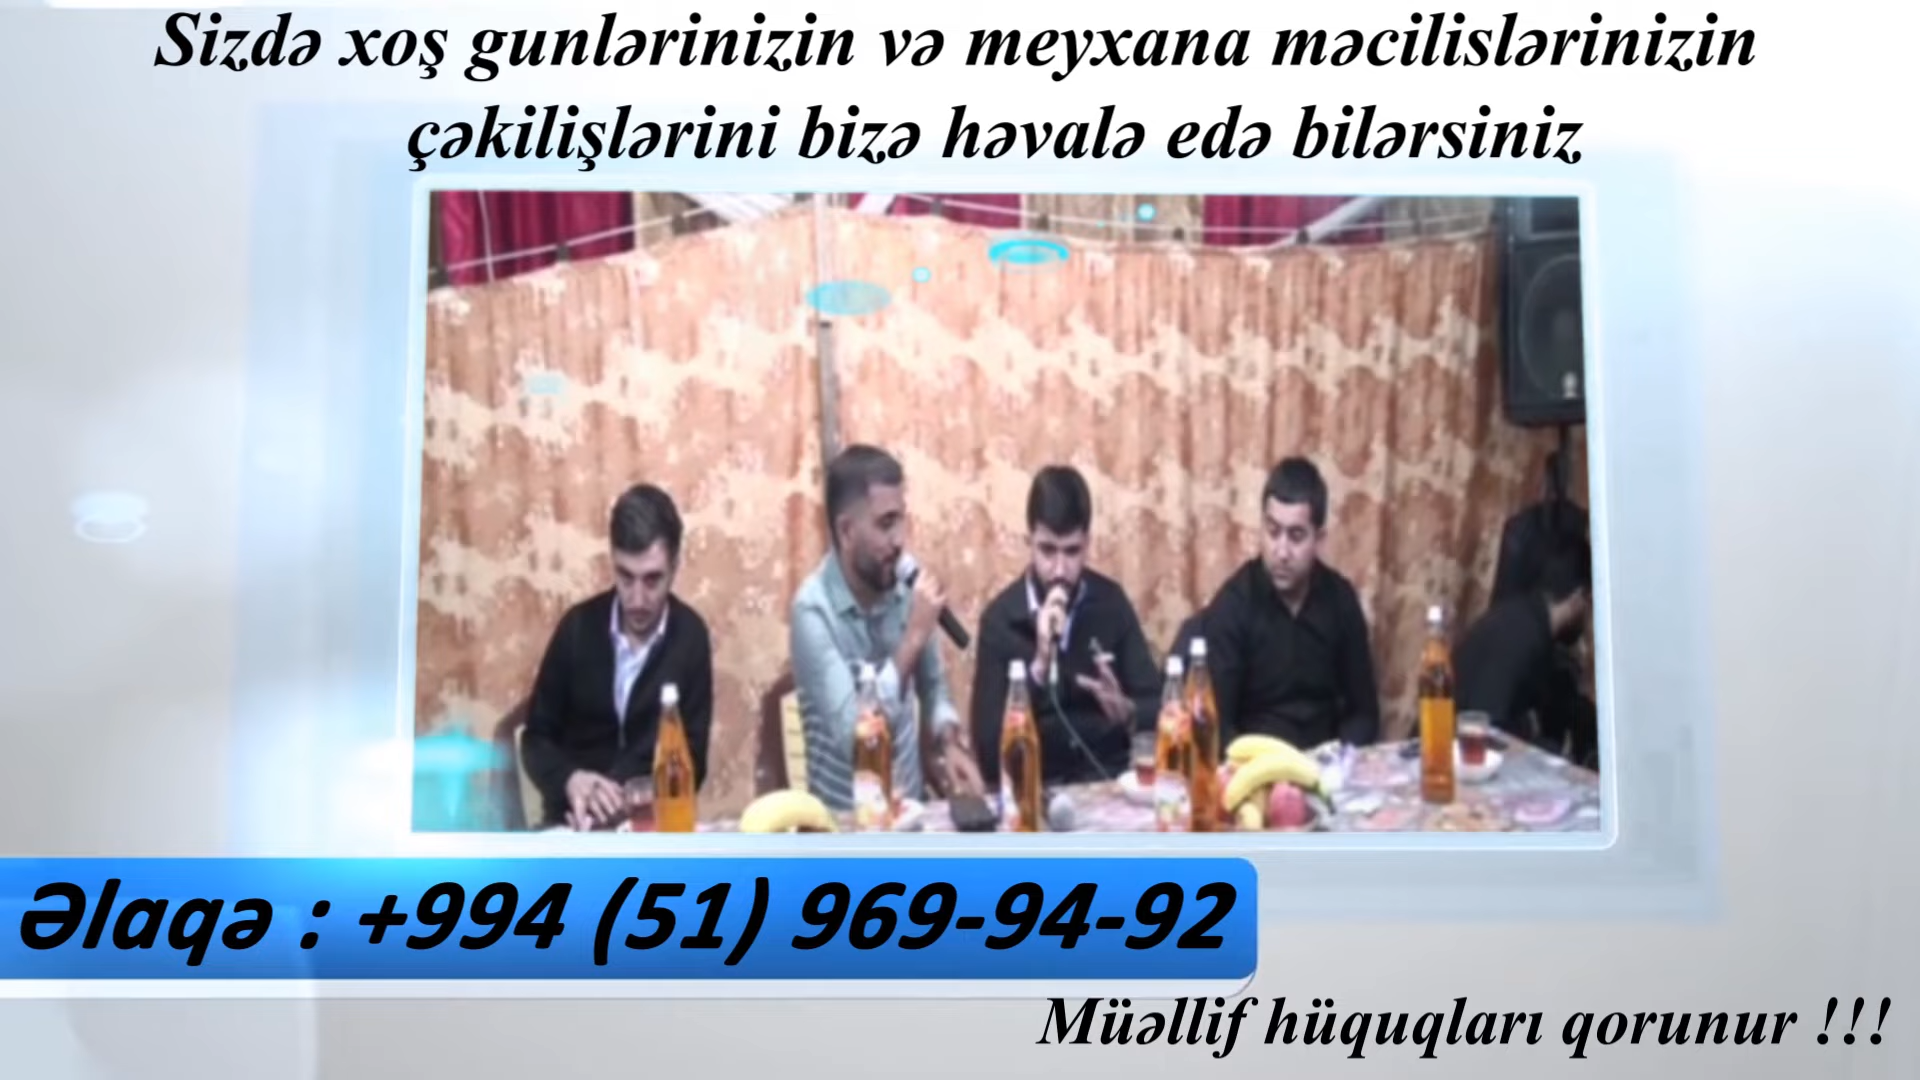 Sizdə xoş gunlərinizin və meyxana məcilislərinizin
çəkilişlərini bizə həvalə edə bilərsiniz
Əlaqə : +994 (51) 969-94-92
Müəllif hüquqları qorunur !!!